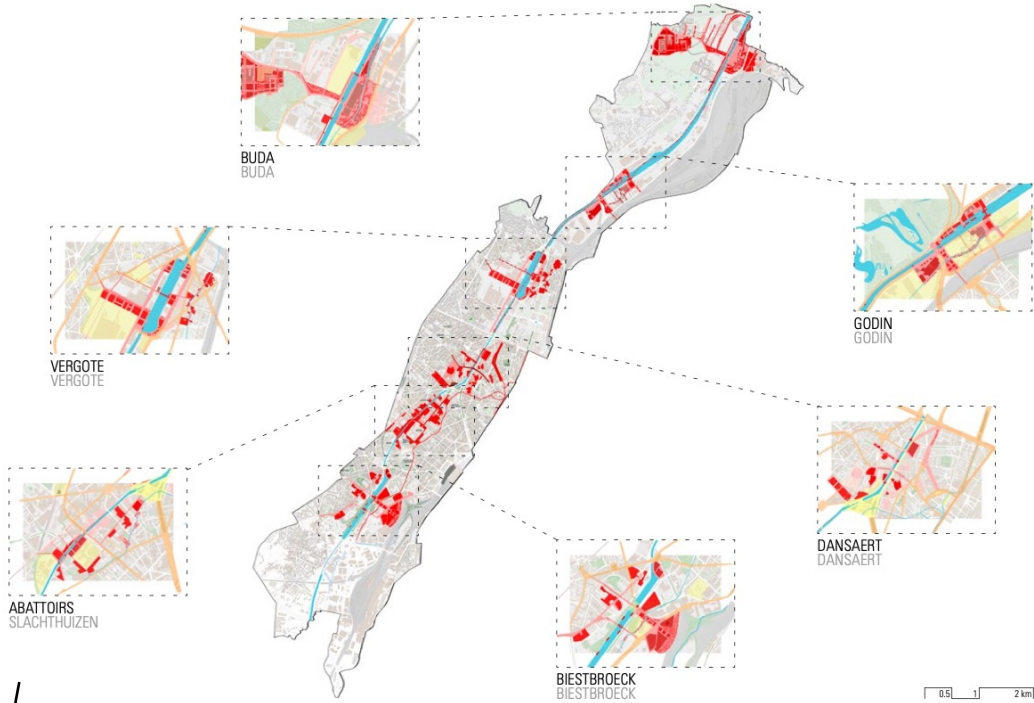 BUDA
BUDA
VERGOTE
VERGOTE
GODIN
GODIN
ABATTOIRS
SLACHTHUIZEN
DANSAERT
DANSAERT
BIESTBROECK
BIESTBROECK
I
0.5 1 2 km